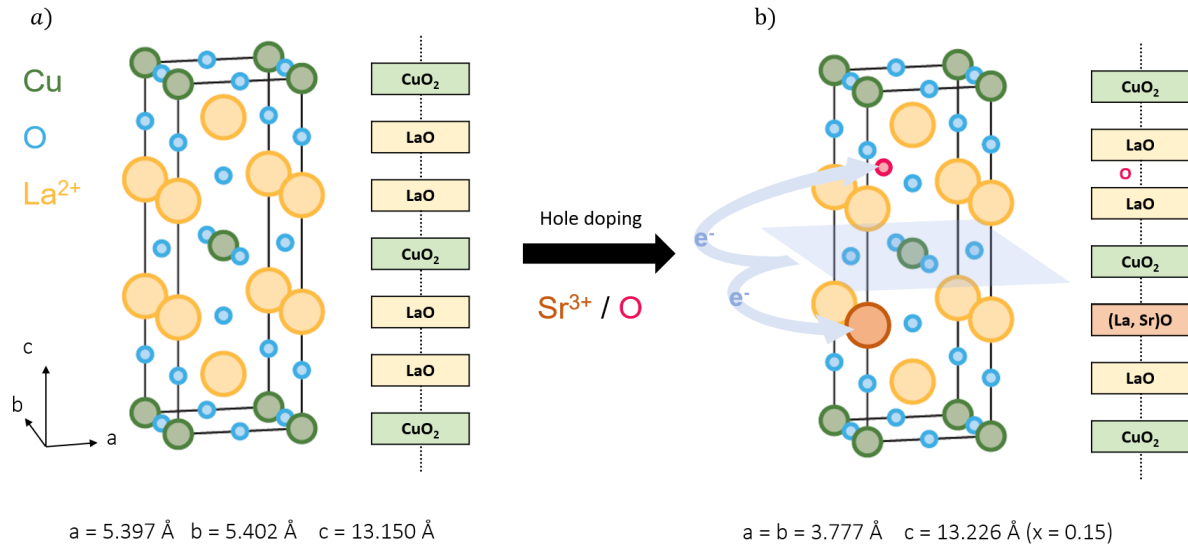 a)
b)
Cu
O
La2+
CuO2
LaO
LaO
CuO2
LaO
LaO
CuO2
c
b
a
Hole doping
Sr3+ / O
e-
e-
CuO2
LaO
O
LaO
CuO2
(La, Sr)O
LaO
CuO2
a = 5.397 Å b = 5.402 Å c = 13.150 Å
a = b = 3.777 Å c = 13.226 Å (x = 0.15)